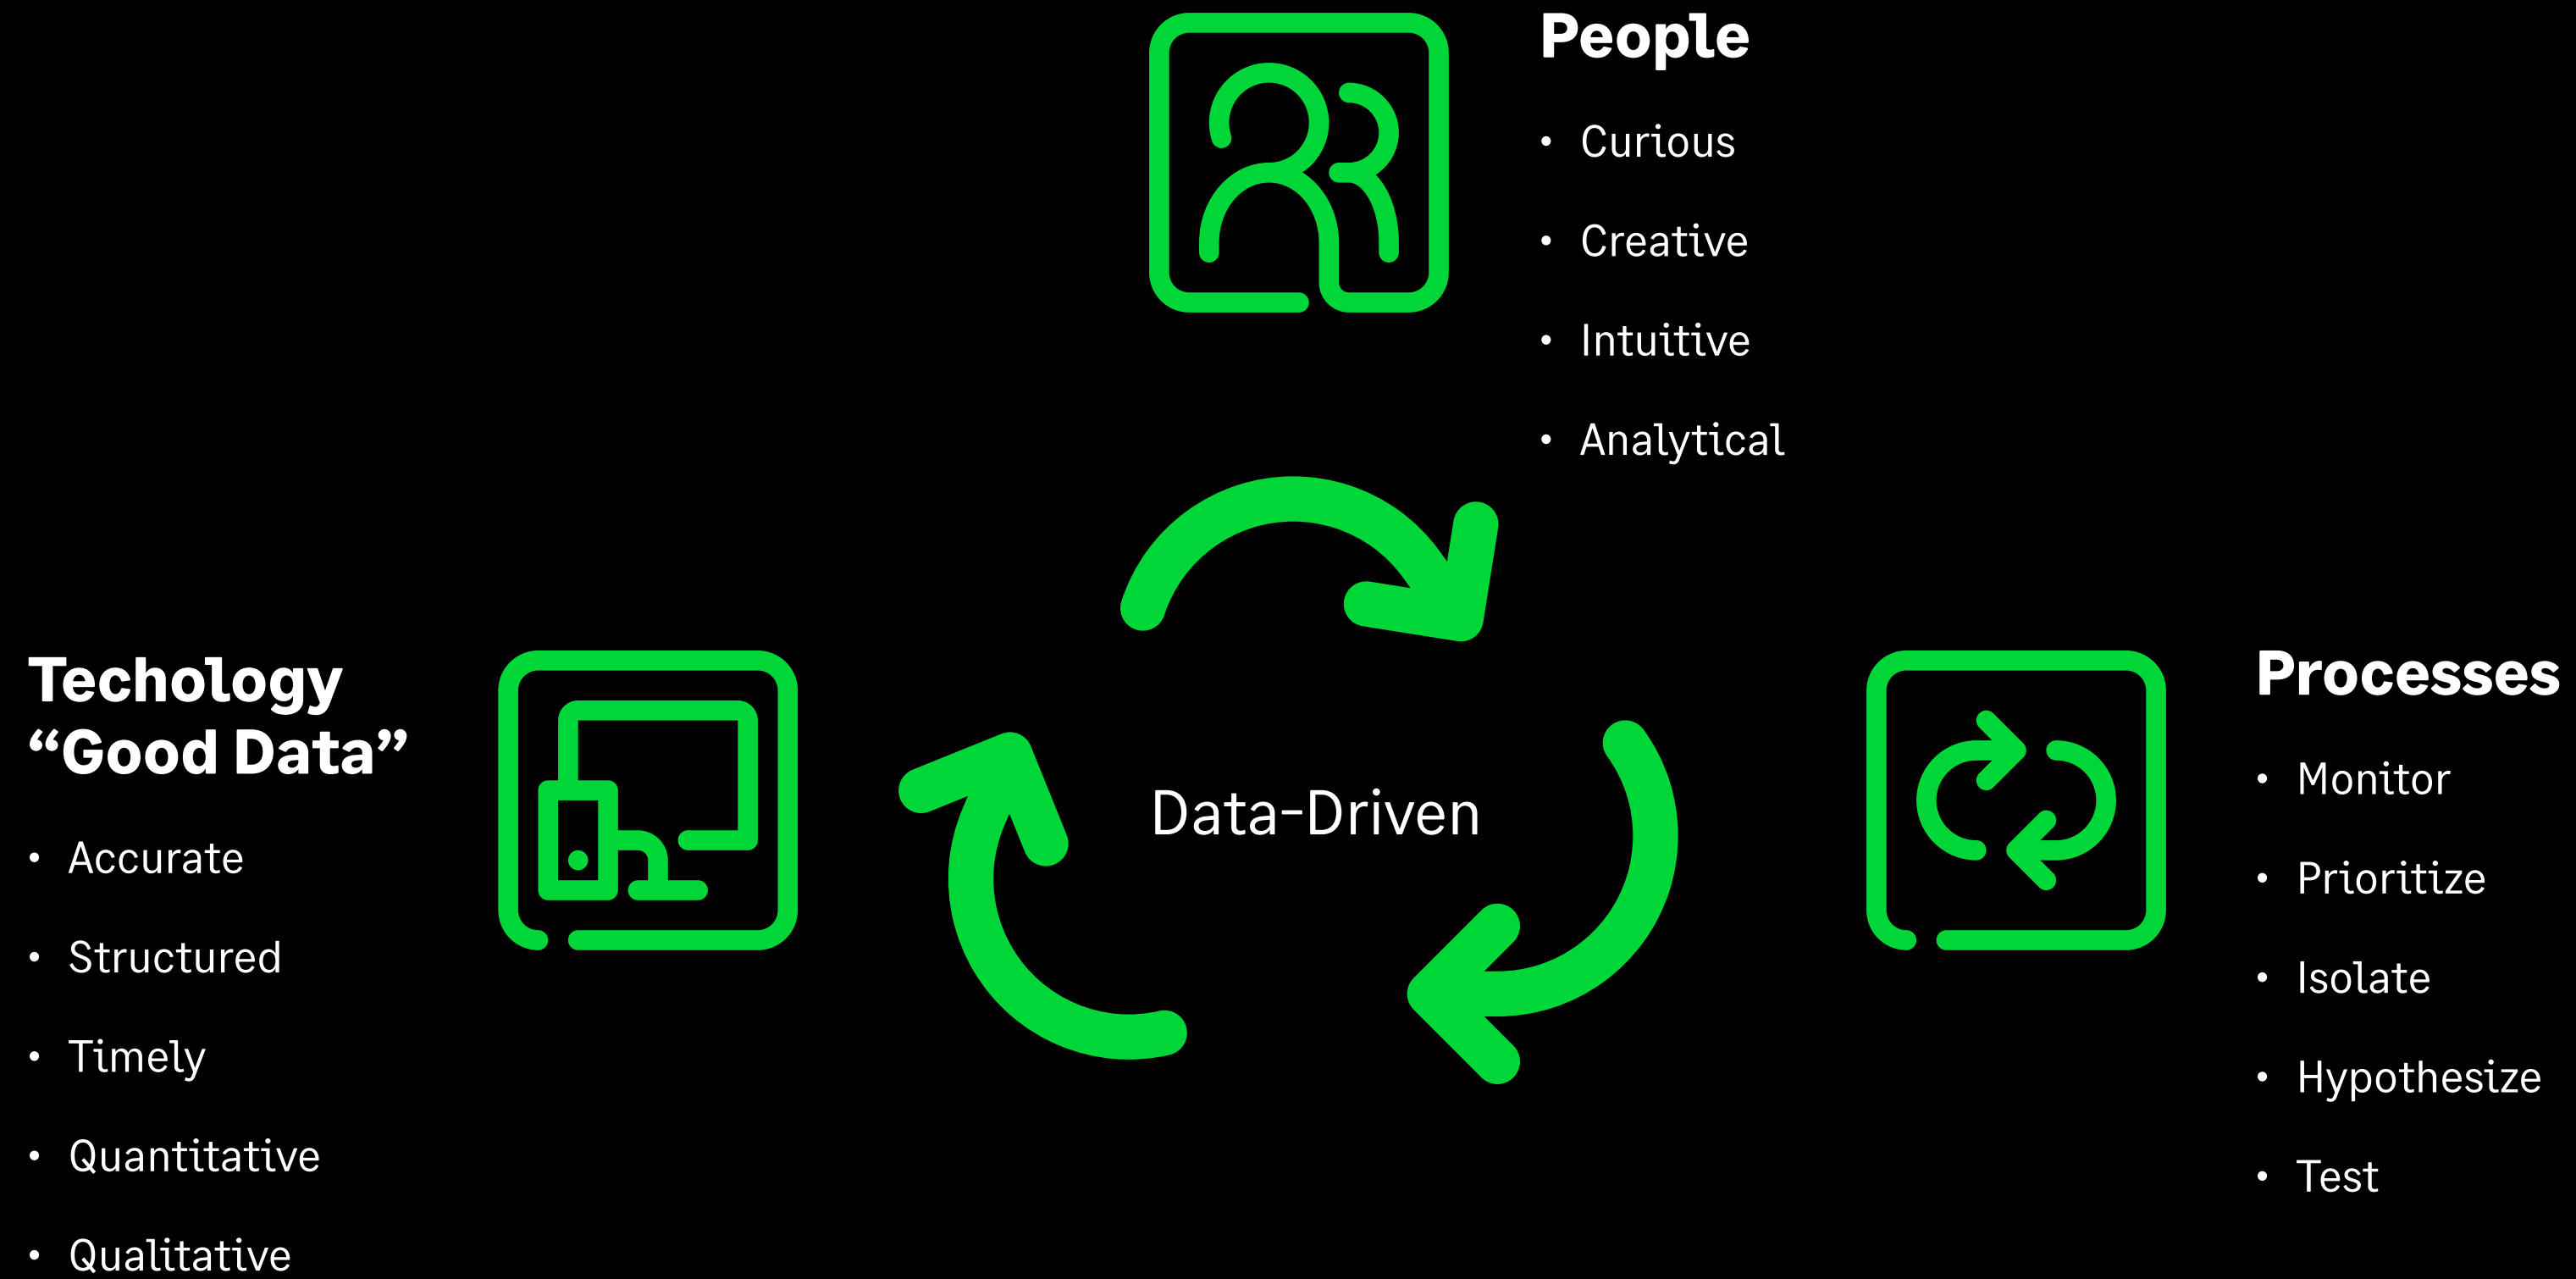 People
• Curious
• Creative
• Intuitive
• Analytical
Techology
“Good Data”
• Accurate
• Structured
• Timely
• Quantitative
• Qualitative
Data-Driven
Processes
• Monitor
• Prioritize
• Isolate
• Hypothesize
• Test